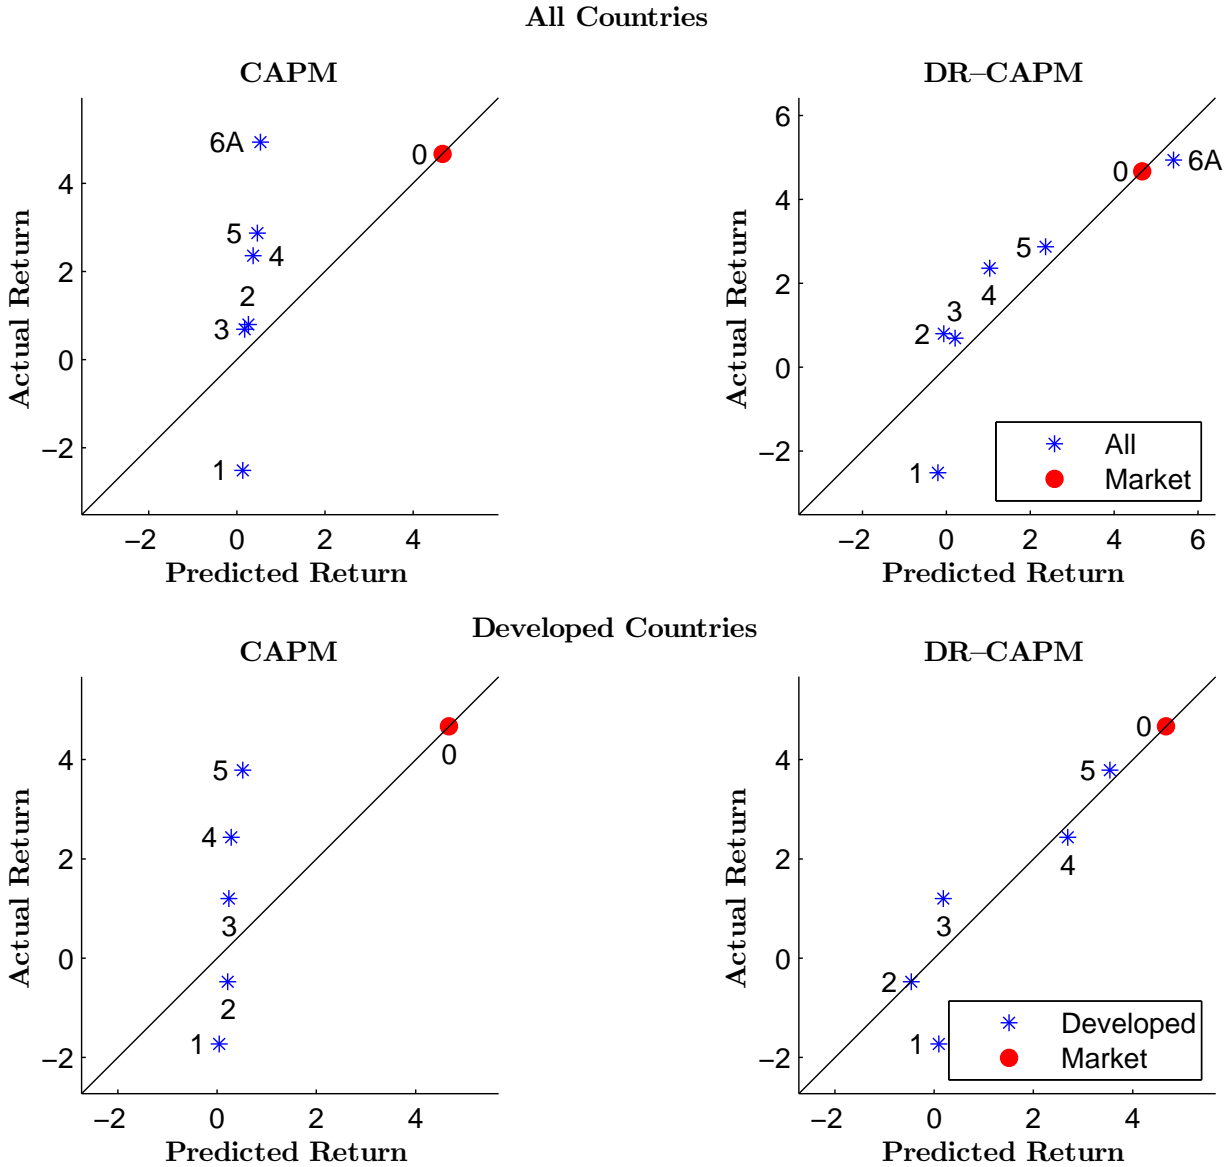 All Countries
CAPM
Actual Return
4
2
0
−2
6A
0
5
4
2
3
1
−2 0 2 4
Predicted Return
DR–CAPM
Actual Return
6
4
2
0
−2
0
6A
5
4
3
2
1
All
Market
−2 0 2 4 6
Predicted Return
Developed Countries
CAPM
Actual Return
4
2
0
−2
0
5
4
3
2
1
−2 0 2 4
Predicted Return
DR–CAPM
Actual Return
4
2
0
−2
0
5
4
3
2
1
Developed
Market
−2 0 2 4
Predicted Return